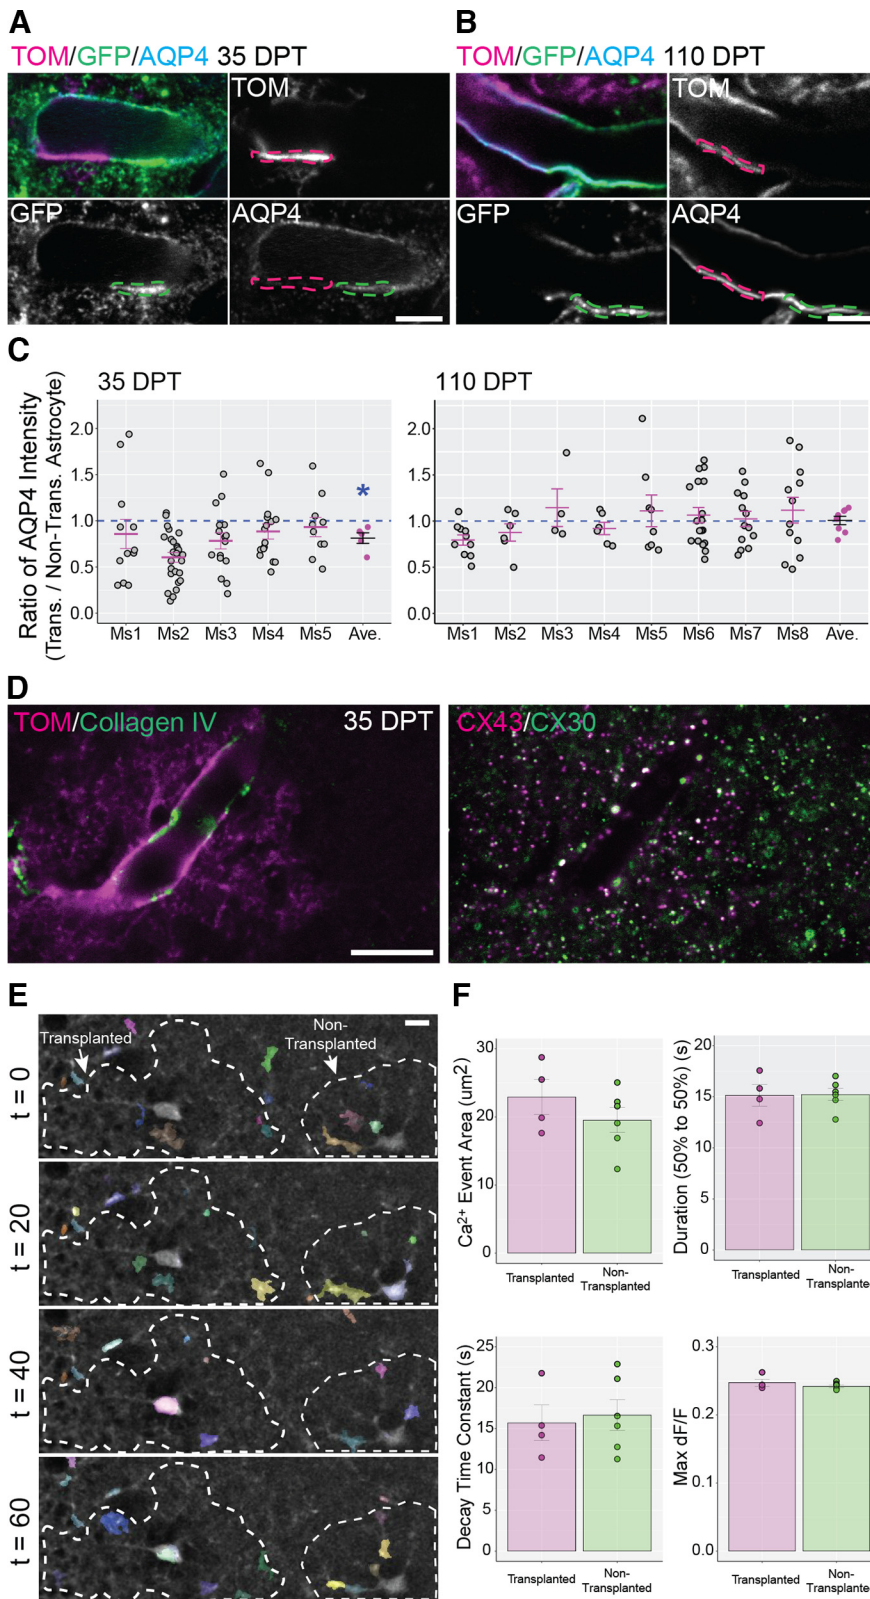 A
TOM/GFP/AQP4 35 DPT
TOM
GFP
AQP4
B
TOM/GFP/AQP4 110 DPT
TOM
GFP
AQP4
C
35 DPT
110 DPT
Ratio of AQP4 Intensity
(Trans. / Non-Trans. Astrocyte)
2.0
1.5
1.0
0.5
0.0
*
Ms1 Ms2 Ms3 Ms4 Ms5 Ave.
2.0
1.5
1.0
0.5
0.0
Ms1 Ms2 Ms3 Ms4 Ms5 Ms6 Ms7 Ms8 Ave.
D
TOM/Collagen IV 35 DPT
CX43/CX30
E
Transplanted
Non-
Transplanted
t = 0
t = 20
t = 40
t = 60
F
Ca2+ Event Area (um2)
30
20
10
0
Transplanted
Non-
Transplanted
Duration (50% to 50%) (s)
20
15
10
5
0
Transplanted
Non-
Transplante
Decay Time Constant (s)
25
20
15
10
5
0
Transplanted
Non-
Transplanted
Max dF/F
0.3
0.2
0.1
0.0
Transplanted
Non-
Transplante